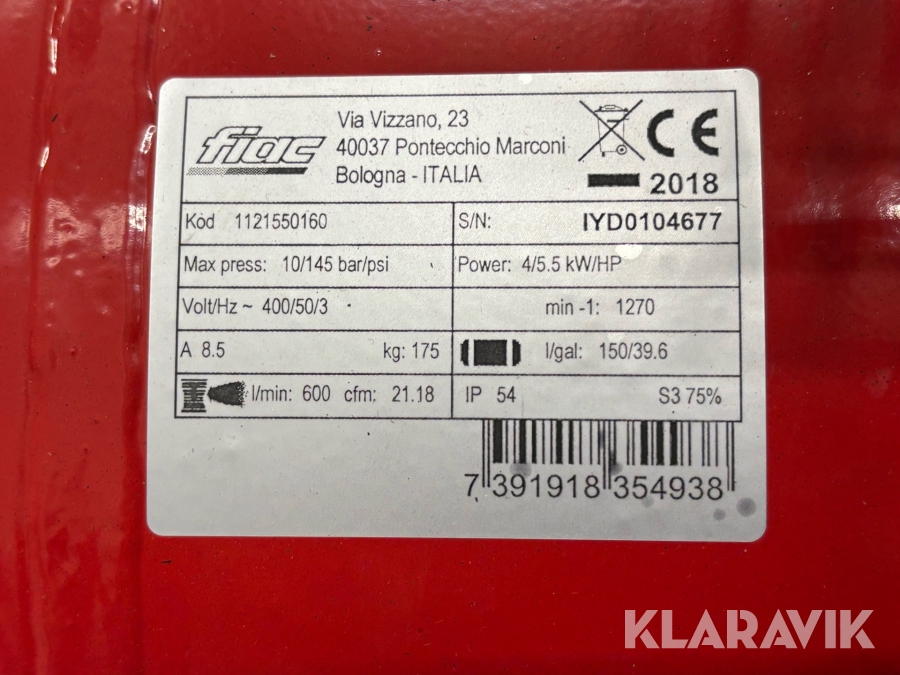 fiac
Via Vizzano, 23
40037 Pontecchio Marconi
Bologna - ITALIA
CE
2018
Kód 1121550160
S/N: IYD0104677
Max press: 10/145 bar/psi
Power: 4/5.5 kW/HP
Volt/Hz ~ 400/50/3
min -1: 1270
A 8.5 kg: 175
l/gal: 150/39.6
l/min: 600 cfm: 21.18
IP 54 S3 75%
7 391918 354938
KLARAVIK